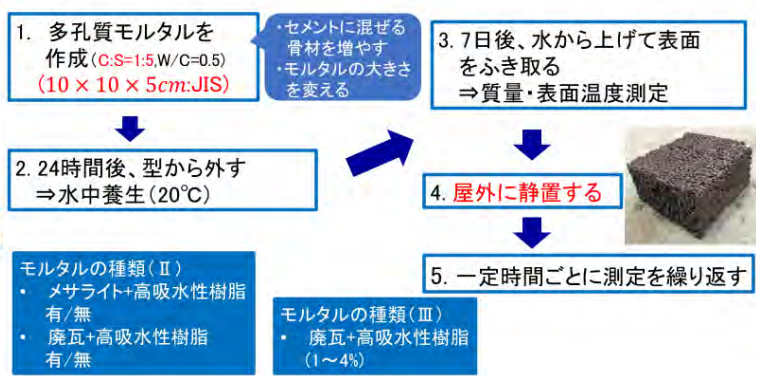 1. 多孔質モルタルを
作成(C:S=1:5,W/C=0.5)
(10×10×5cm:JIS)
・セメントに混ぜる
骨材を増やす
・モルタルの大きさ
を変える
2. 24時間後、型から外す
⇒水中養生(20℃)
3. 7日後、水から上げて表面
をふき取る
⇒質量・表面温度測定
4. 屋外に静置する
5. 一定時間ごとに測定を繰り返す
モルタルの種類(Ⅱ)
• メサライト+高吸水性樹脂
有/無
• 廃瓦+高吸水性樹脂
有/無
モルタルの種類(Ⅲ)
• 廃瓦+高吸水性樹脂
(1～4%)